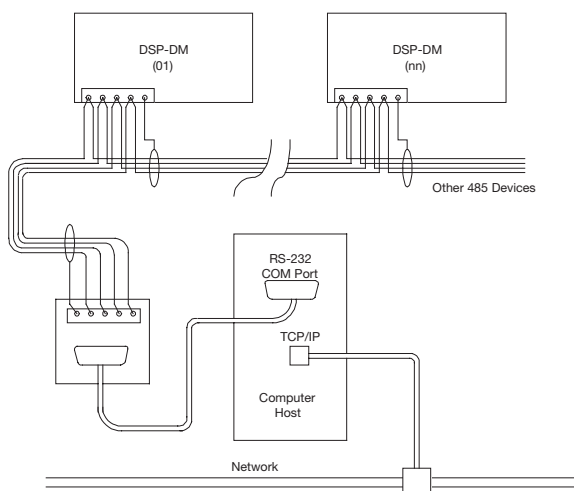 DSP-DM
(01)
DSP-DM
(nn)
Other 485 Devices
RS-232
COM Port
TCP/IP
Computer
Host
Network